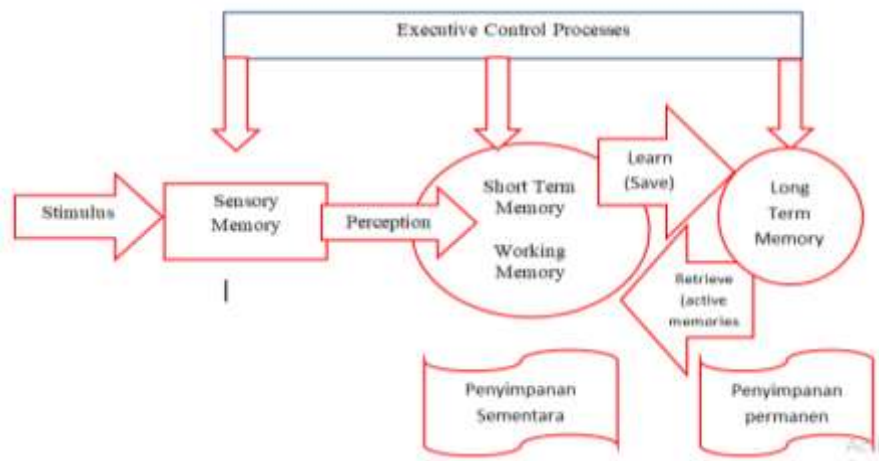 Executive Control Processes
Stimulus
Sensory
Memory
Perception
Short Term
Memory
Working
Memory
Learn
(Save)
Long
Term
Memory
Retrieve
(active
memories
Penyimpanan
Sementara
Penyimpanan
permanen